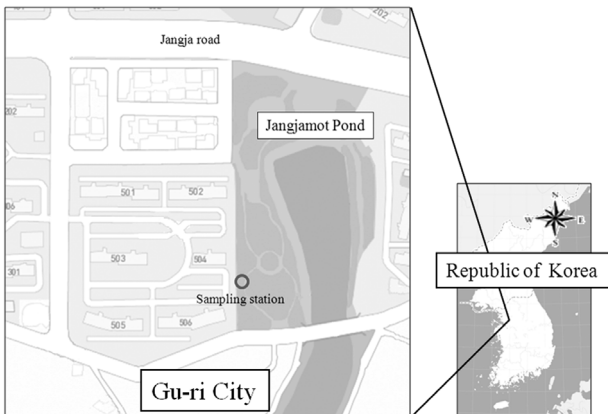 Jangja road
202
202
Jangjamot Pond
501
502
503
504
301
Sampling station
505
506
Gu-ri City
N
W
E
S
Republic of Korea